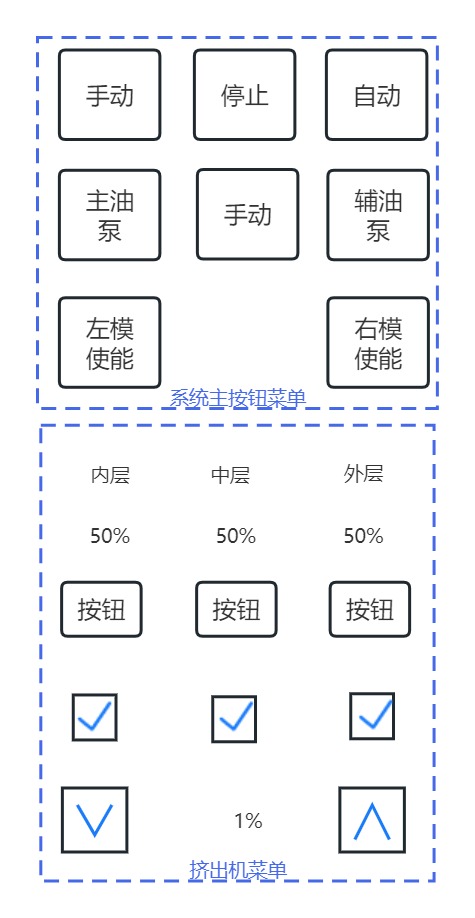 手动
停止
自动
主油
泵
手动
辅油
泵
左模
使能
右模
使能
系统主按钮菜单
内层
中层
外层
50%
50%
50%
按钮
按钮
按钮
1%
挤出机菜单